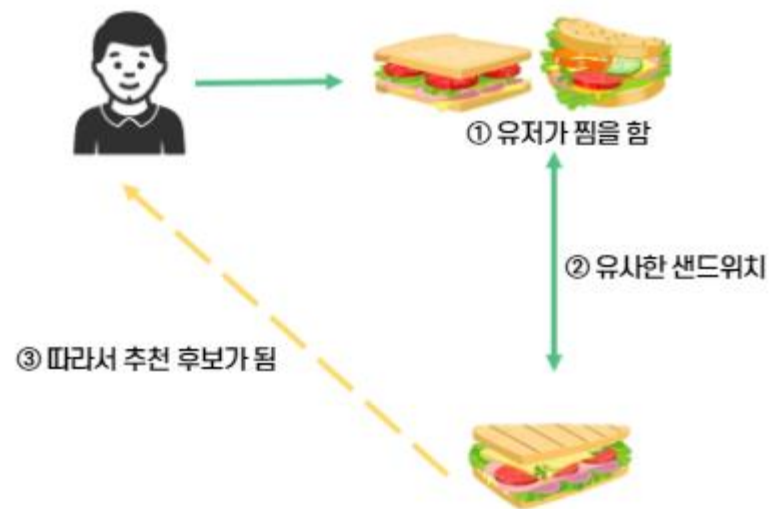 ① 유저가 찜을 함
② 유사한 샌드위치
③ 따라서 추천 후보가 됨